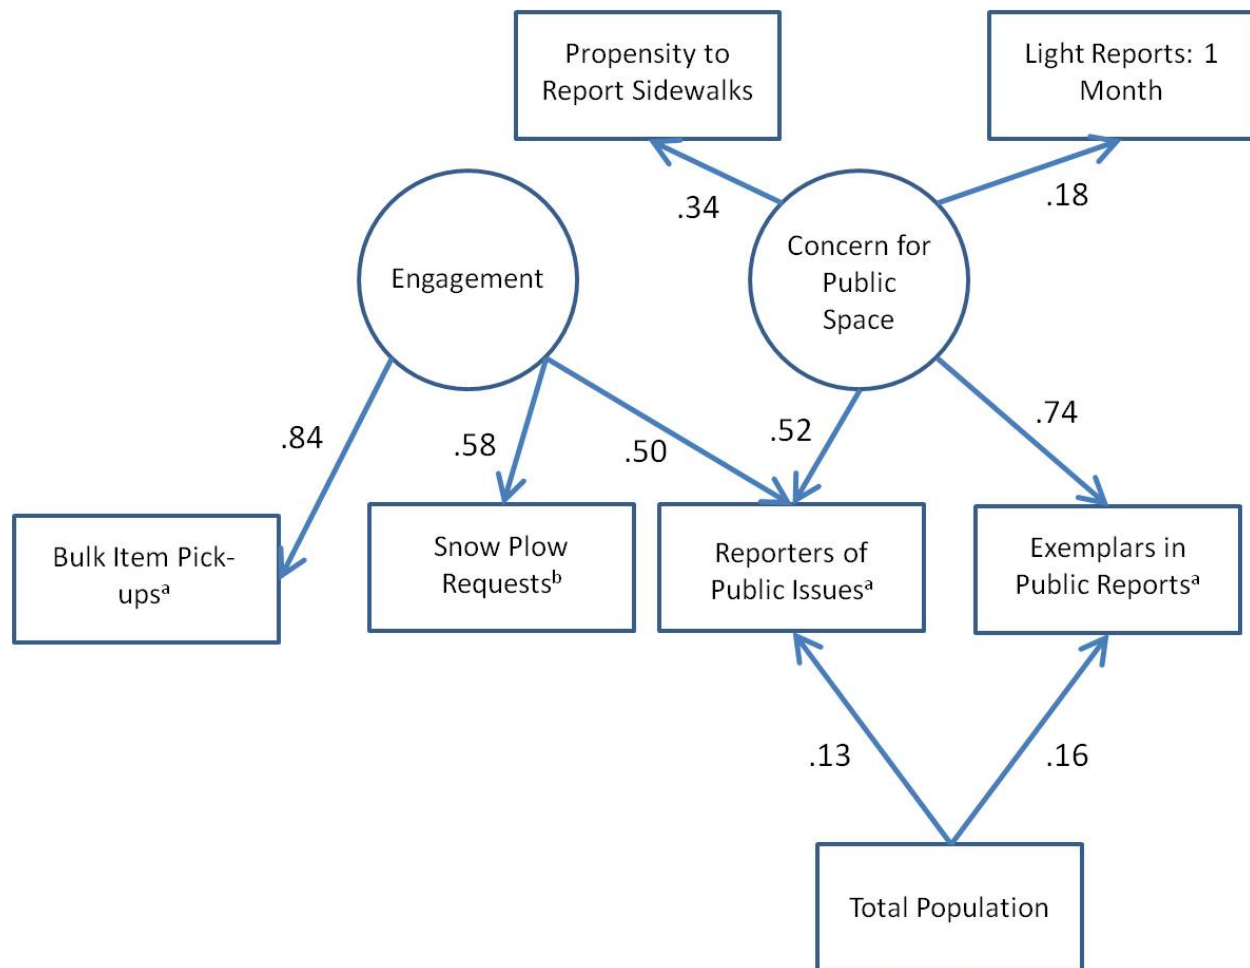 Propensity to
Report Sidewalks
Light Reports: 1
Month
.34
.18
Engagement
Concern for
Public
Space
.84
.58
.50
.52
.74
Bulk Item Pick-
upsᵃ
Snow Plow
Requestsᵇ
Reporters of
Public Issuesᵃ
Exemplars in
Public Reportsᵃ
.13
.16
Total Population